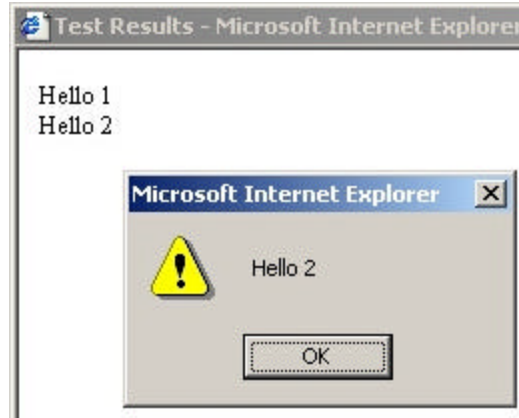 Test Results - Microsoft Internet Explorer
Hello 1
Hello 2
Microsoft Internet Explorer
Hello 2
OK